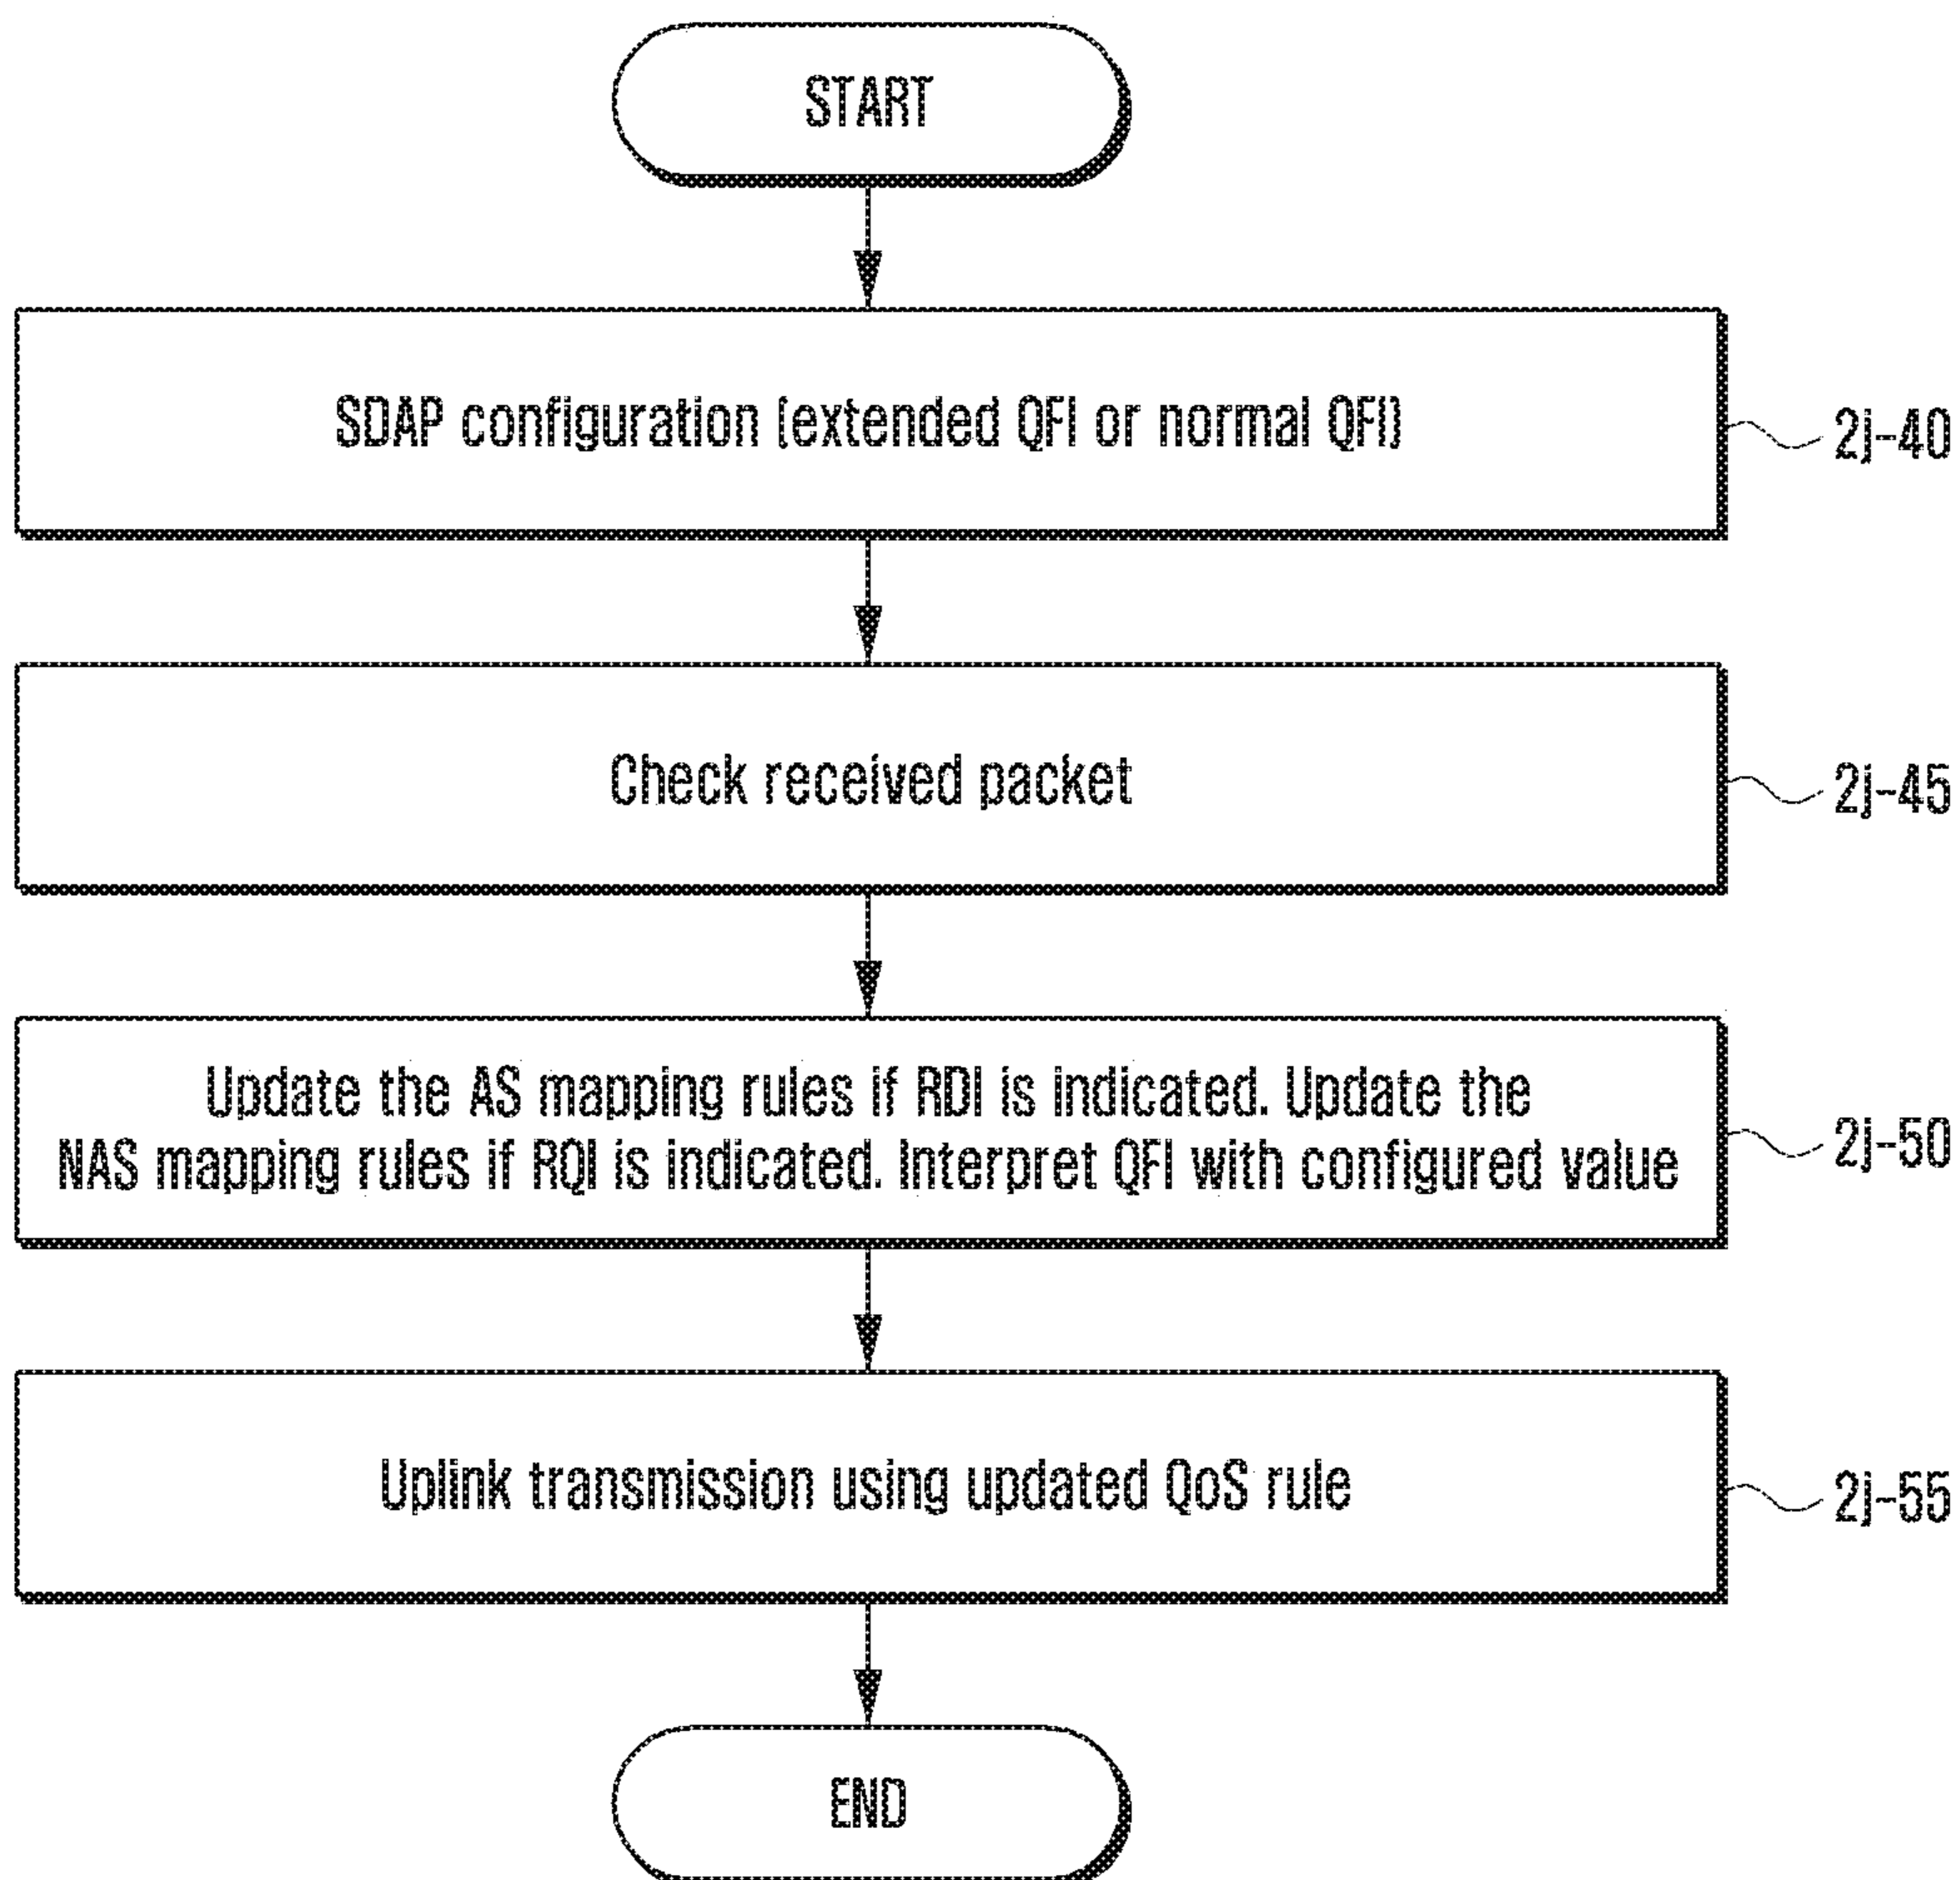 START
SDAP configuration (extended QFI or normal QFI)
2j-40
Check received packet
2j-45
Update the AS mapping rules if RDI is indicated. Update the
NAS mapping rules if RQI is indicated. Interpret QFI with configured value
2j-50
Uplink transmission using updated QoS rule
2j-55
END